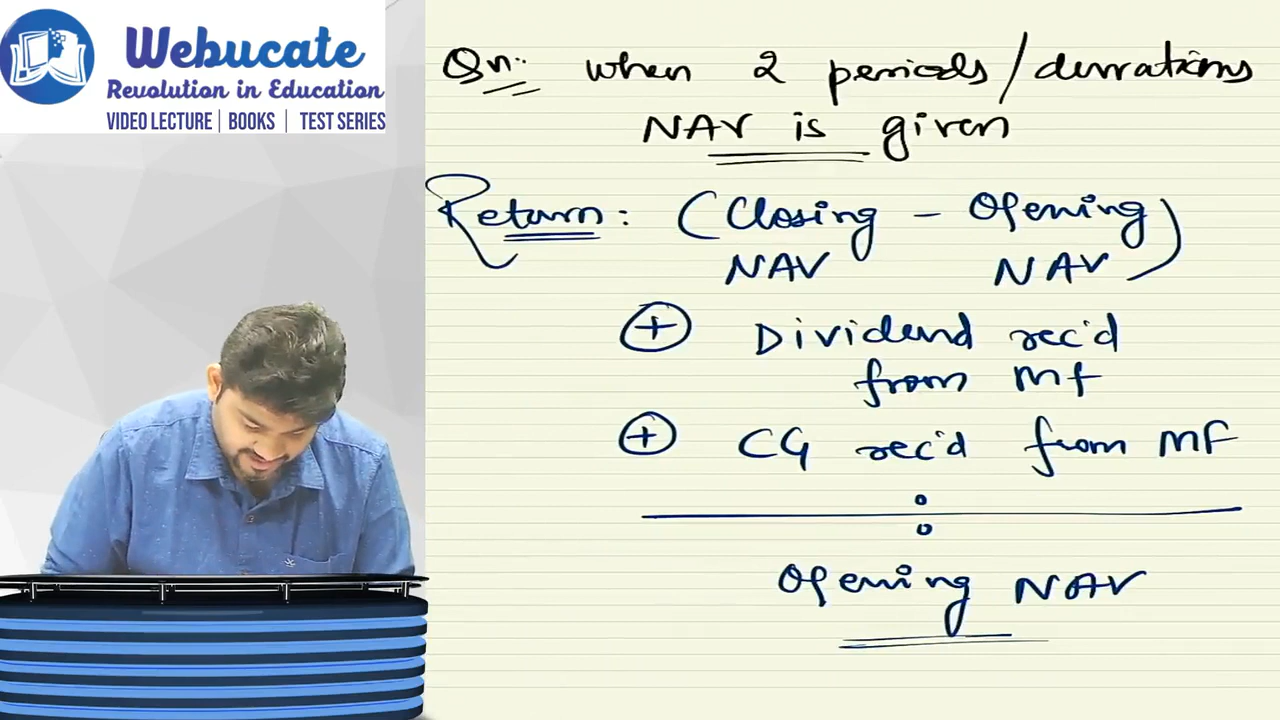 Webucate
Revolution in Education
VIDEO LECTURE | BOOKS | TEST SERIES
Qn:- when 2 periods/durrations
NAV is given
Return: (Closing - Opening)
NAV NAV
+ Dividend rec'd
from MF
+ CG rec'd from MF
÷
Opening NAV